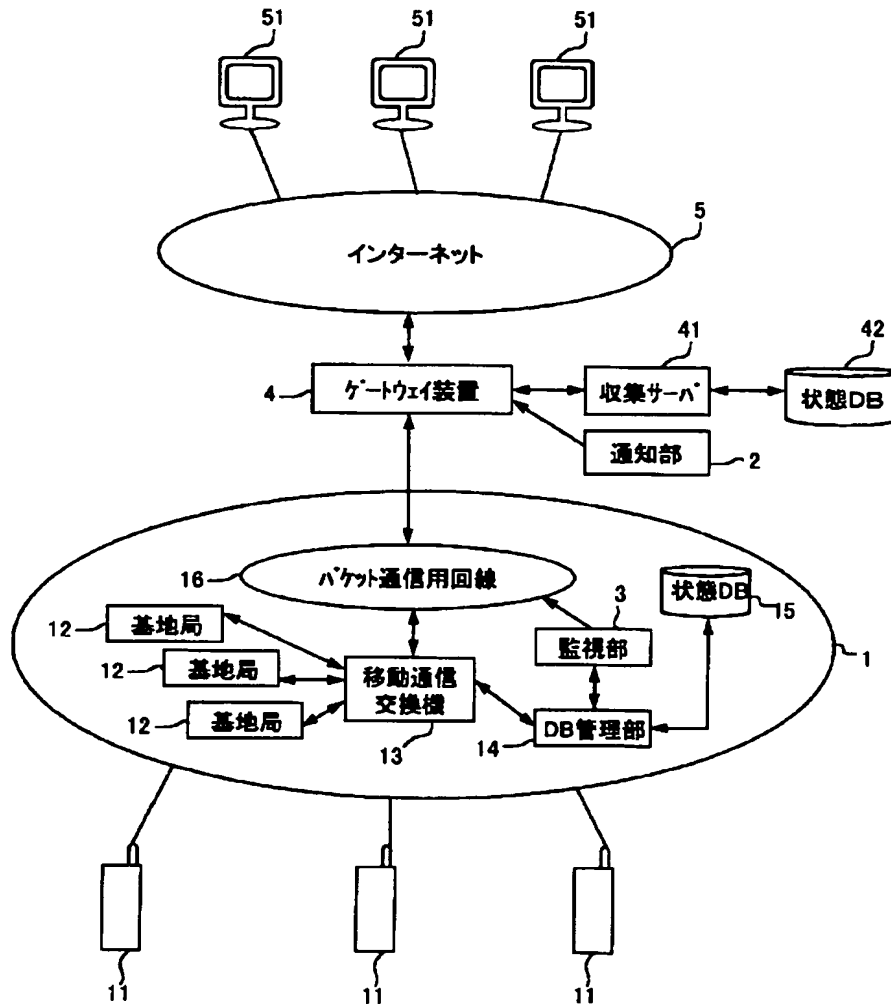 51 51 51
5
インターネット
41 42
4 ゲートウェイ装置 収集サーバ 状態DB
通知部 2
16 パケット通信用回線 状態DB 15
12 基地局 3
監視部 1
12 基地局 移動通信
交換機
12 基地局 DB管理部
13 14
11 11 11